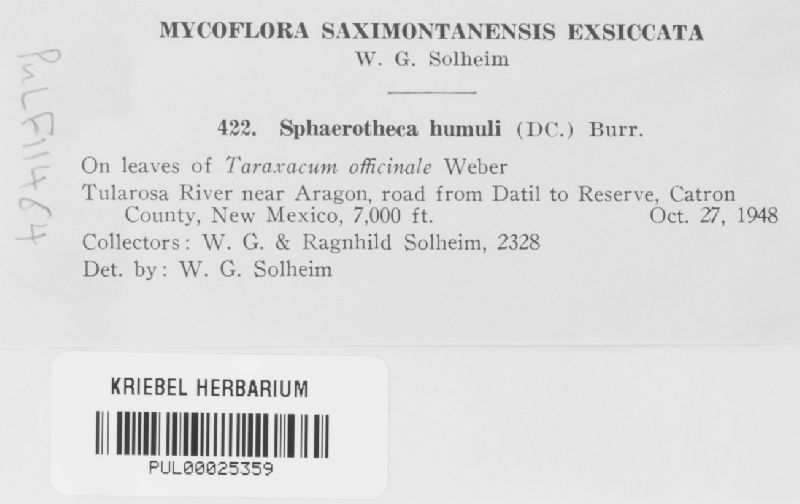 MYCOFLORA SAXIMONTANENSIS EXSICCATA
W. G. Solheim
422. Sphaerotheca humuli (DC.) Burr.
On leaves of Taraxacum officinale Weber
Tularosa River near Aragon, road from Datil to Reserve, Catron
County, New Mexico, 7,000 ft. Oct. 27, 1948
Collectors: W. G. & Ragnhild Solheim, 2328
Det. by: W. G. Solheim
PULF11464
KRIEBEL HERBARIUM
PUL00025359